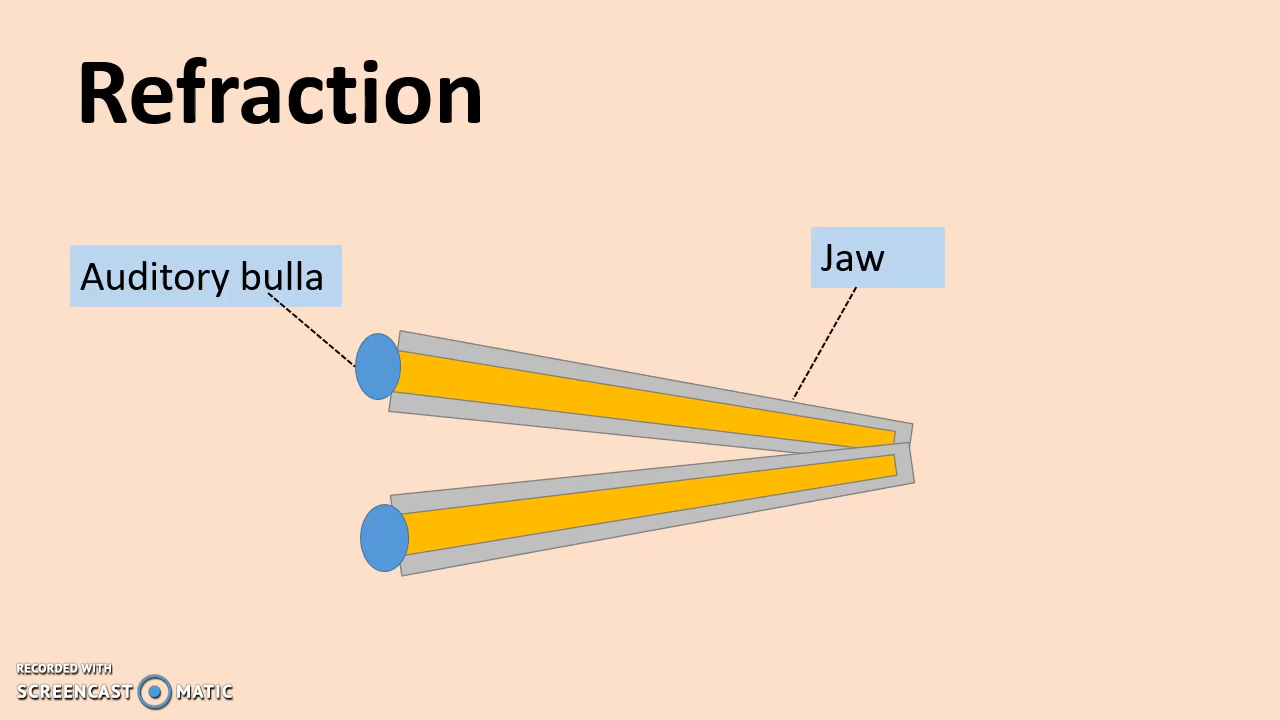 Refraction
Auditory bulla
Jaw
RECORDED WITH
SCREENCAST MATIC